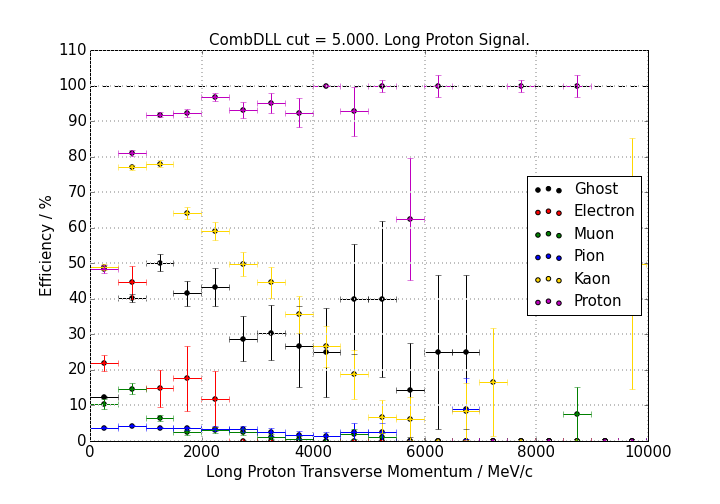 CombDLL cut = 5.000. Long Proton Signal.
110
100
90
80
70
60
50
40
30
20
10
0
Efficiency / %
Ghost
Electron
Muon
Pion
Kaon
Proton
0 2000 4000 6000 8000 10000
Long Proton Transverse Momentum / MeV/c